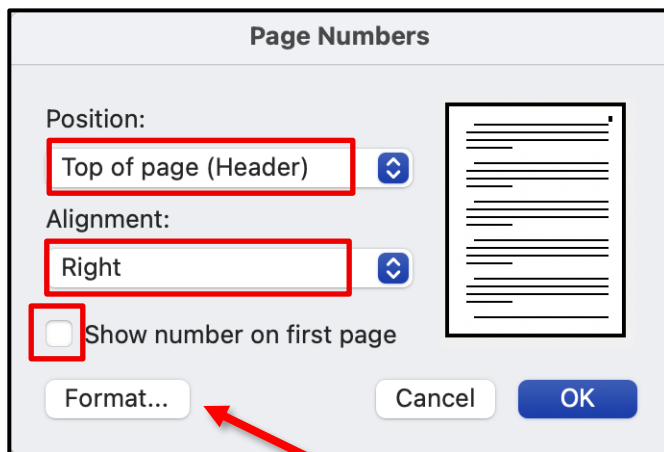 Page Numbers
Position:
Top of page (Header)
Alignment:
Right
Show number on first page
Format... Cancel OK